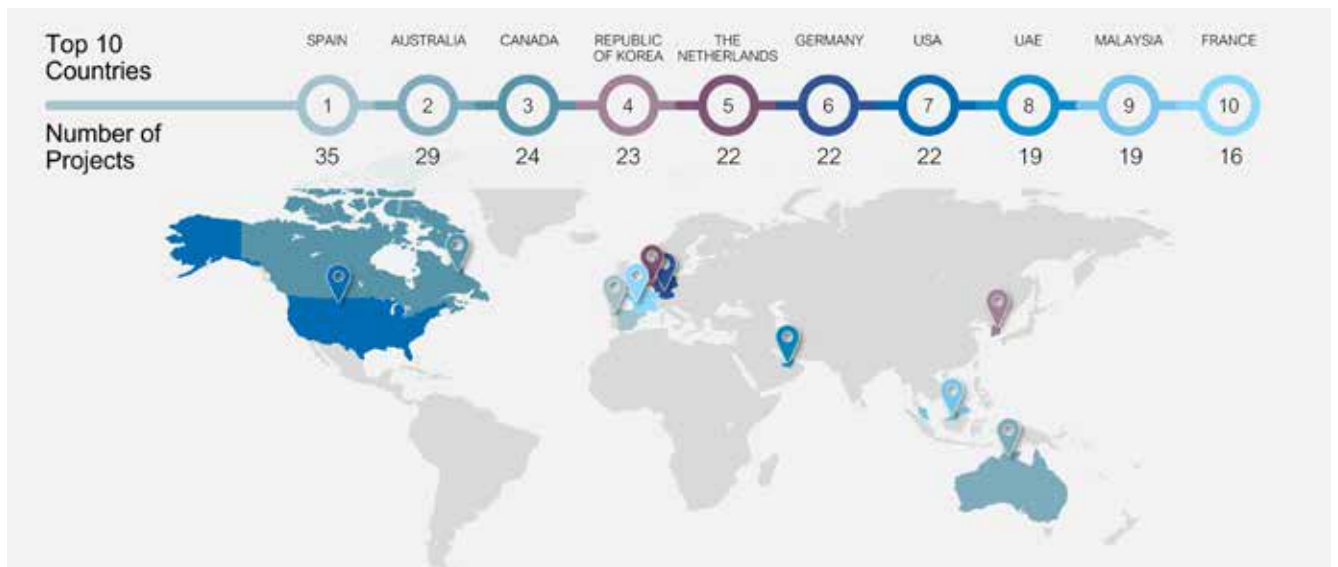 Top 10
Countries
SPAIN
AUSTRALIA
CANADA
REPUBLIC
OF KOREA
THE
NETHERLANDS
GERMANY
USA
UAE
MALAYSIA
FRANCE
1 2 3 4 5 6 7 8 9 10
Number of
Projects
35 29 24 23 22 22 22 19 19 16